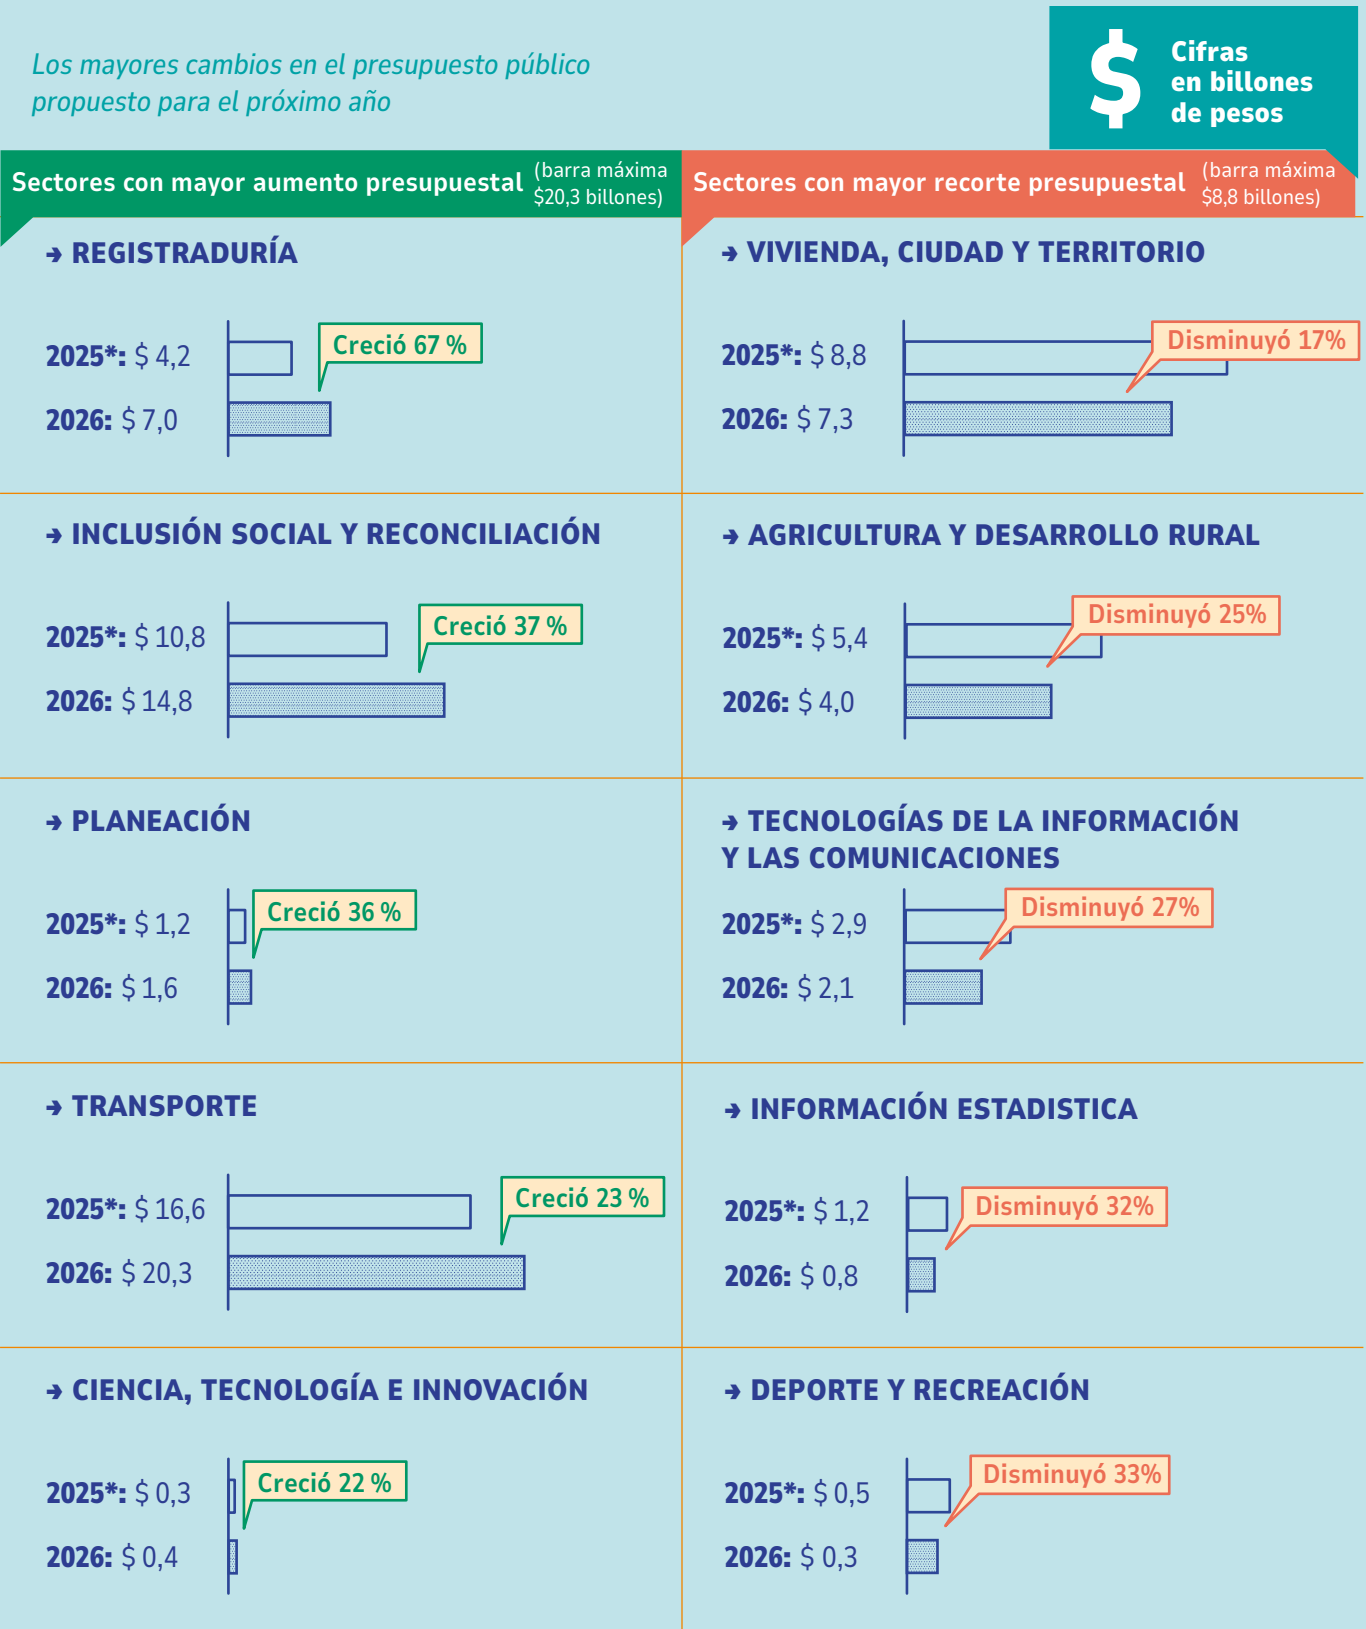 Los mayores cambios en el presupuesto público
propuesto para el próximo año
$
Cifras
en billones
de pesos
Sectores con mayor aumento presupuestal
(barra máxima
$20,3 billones)
Sectores con mayor recorte presupuestal
(barra máxima
$8,8 billones)
REGISTRADURÍA
2025*: $ 4,2
Creció 67 %
2026: $ 7,0
VIVIENDA, CIUDAD Y TERRITORIO
2025*: $ 8,8
Disminuyó 17%
2026: $ 7,3
INCLUSIÓN SOCIAL Y RECONCILIACIÓN
2025*: $ 10,8
Creció 37 %
2026: $ 14,8
AGRICULTURA Y DESARROLLO RURAL
2025*: $ 5,4
Disminuyó 25%
2026: $ 4,0
PLANEACIÓN
2025*: $ 1,2
Creció 36 %
2026: $ 1,6
TECNOLOGÍAS DE LA INFORMACIÓN
Y LAS COMUNICACIONES
2025*: $ 2,9
Disminuyó 27%
2026: $ 2,1
TRANSPORTE
2025*: $ 16,6
Creció 23 %
2026: $ 20,3
INFORMACIÓN ESTADISTICA
2025*: $ 1,2
Disminuyó 32%
2026: $ 0,8
CIENCIA, TECNOLOGÍA E INNOVACIÓN
2025*: $ 0,3
Creció 22 %
2026: $ 0,4
DEPORTE Y RECREACIÓN
2025*: $ 0,5
Disminuyó 33%
2026: $ 0,3